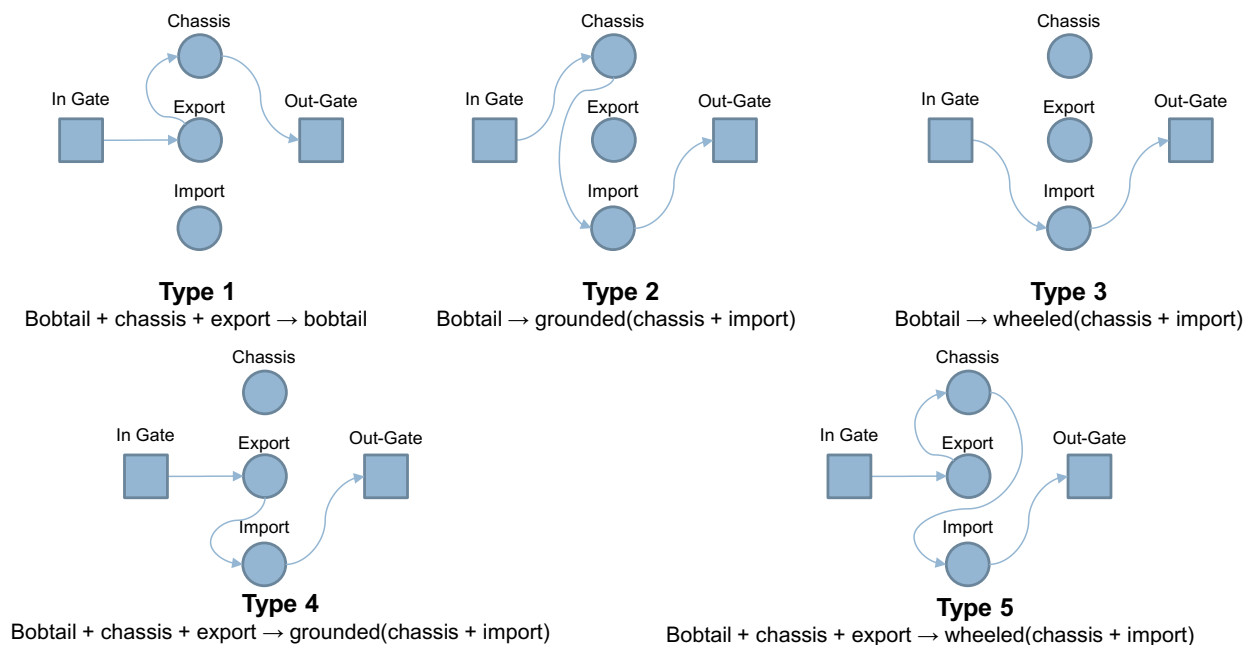 Chassis
In Gate
Export
Out-Gate
Import
Type 1
Bobtail + chassis + export → bobtail
Chassis
In Gate
Export
Out-Gate
Import
Type 2
Bobtail → grounded(chassis + import)
Chassis
In Gate
Export
Out-Gate
Import
Type 3
Bobtail → wheeled(chassis + import)
Chassis
In Gate
Export
Out-Gate
Import
Type 4
Bobtail + chassis + export → grounded(chassis + import)
Chassis
In Gate
Export
Out-Gate
Import
Type 5
Bobtail + chassis + export → wheeled(chassis + import)